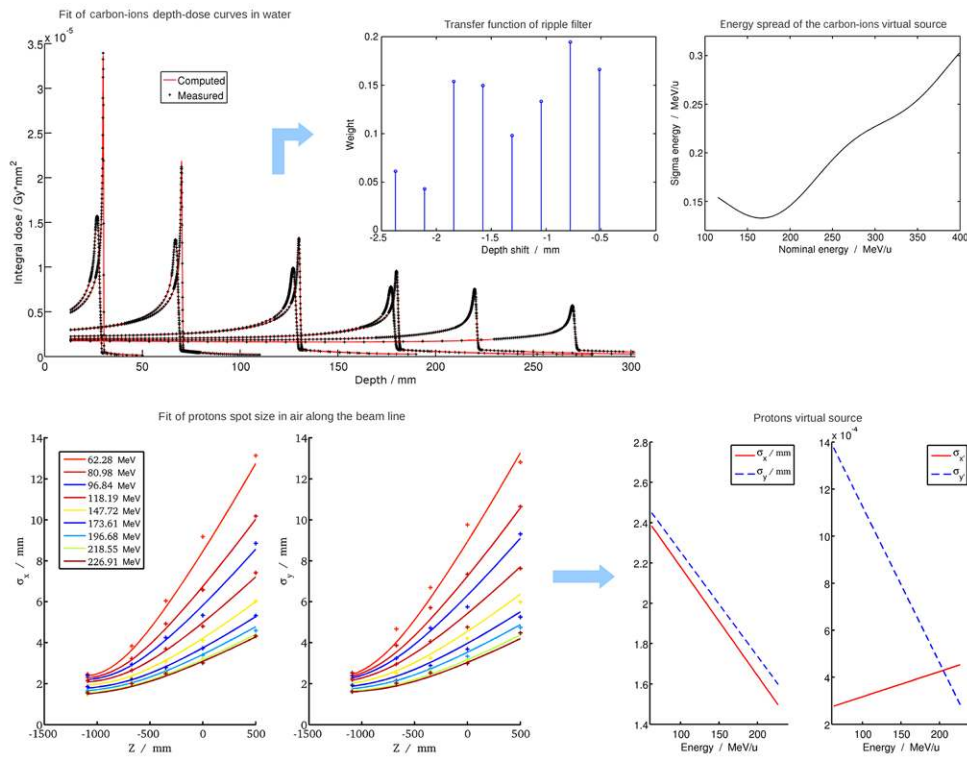 Fit of carbon-ions depth-dose curves in water
x 10⁻⁵
3.5
3
2.5
2
1.5
1
0.5
0
Integral dose / Gy*mm²
Computed
Measured
0
50
100
150
200
250
300
Depth / mm
Transfer function of ripple filter
0.2
0.15
0.1
0.05
0
Weight
-2.5
-2
-1.5
-1
-0.5
0
Depth shift / mm
Energy spread of the carbon-ions virtual source
0.3
0.25
0.2
0.15
Sigma energy / MeV/u
100
150
200
250
300
350
400
Nominal energy / MeV/u
Fit of protons spot size in air along the beam line
14
12
10
8
6
4
2
0
σx / mm
62.28 MeV
80.98 MeV
96.84 MeV
118.19 MeV
147.72 MeV
173.61 MeV
196.68 MeV
218.55 MeV
226.91 MeV
-1500
-1000
-500
0
500
Z / mm
14
12
10
8
6
4
2
0
σy / mm
-1500
-1000
-500
0
500
Z / mm
Protons virtual source
2.8
2.6
2.4
2.2
2
1.8
1.6
1.4
σx / mm
σy / mm
100
150
200
Energy / MeV/u
x 10⁻⁴
14
12
10
8
6
4
2
σx'
σy'
100
150
200
Energy / MeV/u